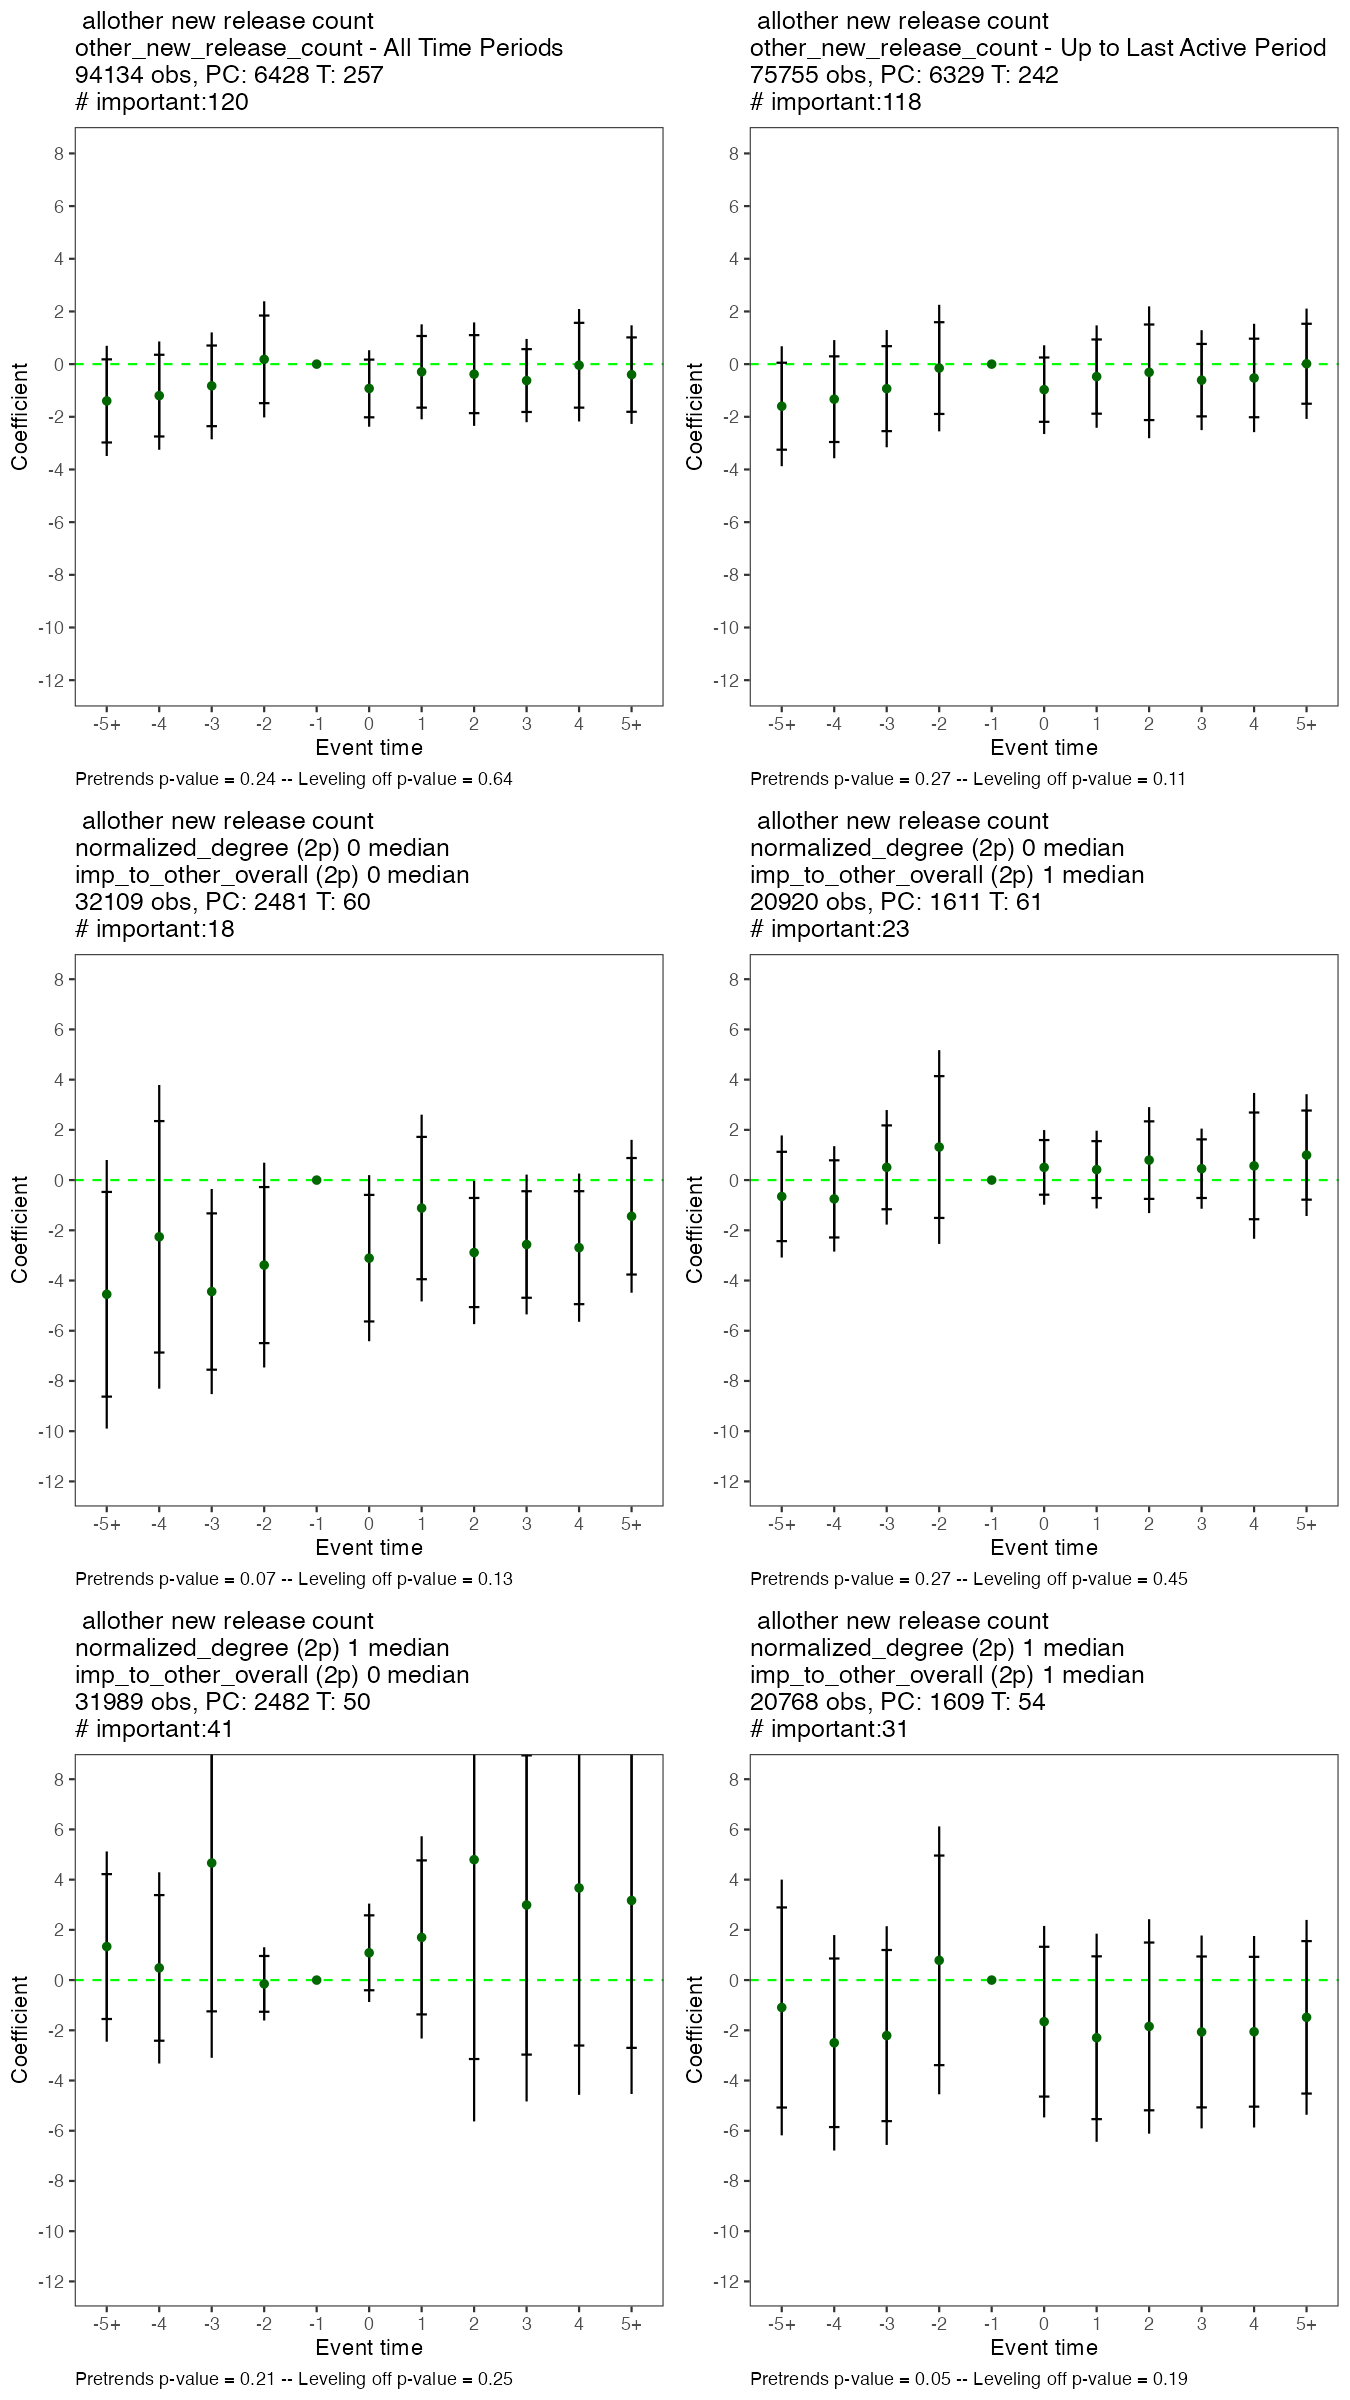 allother new release count
other_new_release_count - All Time Periods
94134 obs, PC: 6428 T: 257
# important:120
8
6
4
2
0
-2
-4
-6
-8
-10
-12
Coefficient
-5+ -4 -3 -2 -1 0 1 2 3 4 5+
Event time
Pretrends p-value = 0.24 -- Leveling off p-value = 0.64
allother new release count
other_new_release_count - Up to Last Active Period
75755 obs, PC: 6329 T: 242
# important:118
8
6
4
2
0
-2
-4
-6
-8
-10
-12
Coefficient
-5+ -4 -3 -2 -1 0 1 2 3 4 5+
Event time
Pretrends p-value = 0.27 -- Leveling off p-value = 0.11
allother new release count
normalized_degree (2p) 0 median
imp_to_other_overall (2p) 0 median
32109 obs, PC: 2481 T: 60
# important:18
8
6
4
2
0
-2
-4
-6
-8
-10
-12
Coefficient
-5+ -4 -3 -2 -1 0 1 2 3 4 5+
Event time
Pretrends p-value = 0.07 -- Leveling off p-value = 0.13
allother new release count
normalized_degree (2p) 0 median
imp_to_other_overall (2p) 1 median
20920 obs, PC: 1611 T: 61
# important:23
8
6
4
2
0
-2
-4
-6
-8
-10
-12
Coefficient
-5+ -4 -3 -2 -1 0 1 2 3 4 5+
Event time
Pretrends p-value = 0.27 -- Leveling off p-value = 0.45
allother new release count
normalized_degree (2p) 1 median
imp_to_other_overall (2p) 0 median
31989 obs, PC: 2482 T: 50
# important:41
8
6
4
2
0
-2
-4
-6
-8
-10
-12
Coefficient
-5+ -4 -3 -2 -1 0 1 2 3 4 5+
Event time
Pretrends p-value = 0.21 -- Leveling off p-value = 0.25
allother new release count
normalized_degree (2p) 1 median
imp_to_other_overall (2p) 1 median
20768 obs, PC: 1609 T: 54
# important:31
8
6
4
2
0
-2
-4
-6
-8
-10
-12
Coefficient
-5+ -4 -3 -2 -1 0 1 2 3 4 5+
Event time
Pretrends p-value = 0.05 -- Leveling off p-value = 0.19